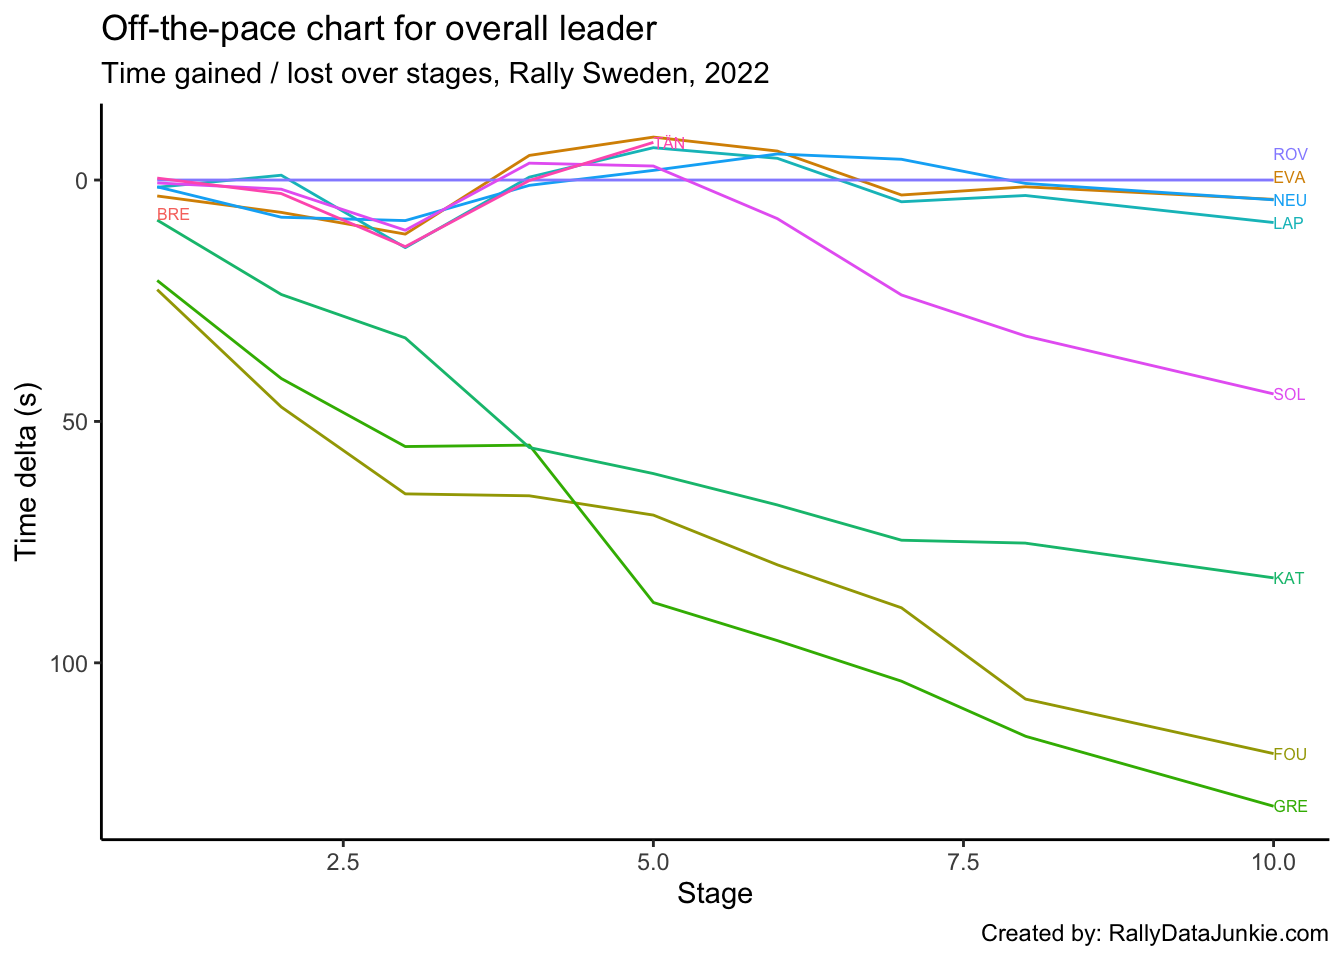 Off-the-pace chart for overall leader
Time gained / lost over stages, Rally Sweden, 2022
TÄN
ROV
0
EVA
NEU
BRE
LAP
SOL
50
Time delta (s)
KAT
100
FOU
GRE
2.5 5.0 7.5 10.0
Stage
Created by: RallyDataJunkie.com